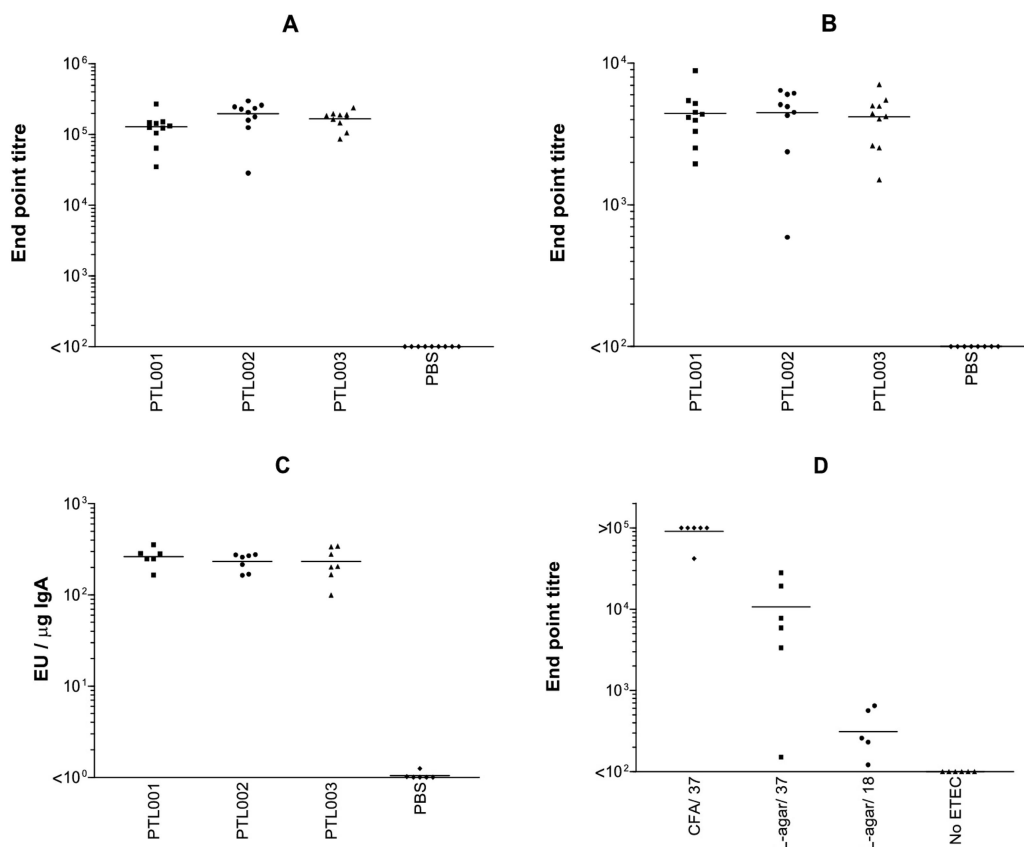 A
End point titre
10^6
10^5
10^4
10^3
<10^2
PTL001
PTL002
PTL003
PBS
B
End point titre
10^4
10^3
<10^2
PTL001
PTL002
PTL003
PBS
C
EU / μg IgA
10^3
10^2
10^1
<10^0
PTL001
PTL002
PTL003
PBS
D
End point titre
>10^5
10^4
10^3
<10^2
CFA/ 37
_-agar/ 37
_-agar/ 18
No ETEC